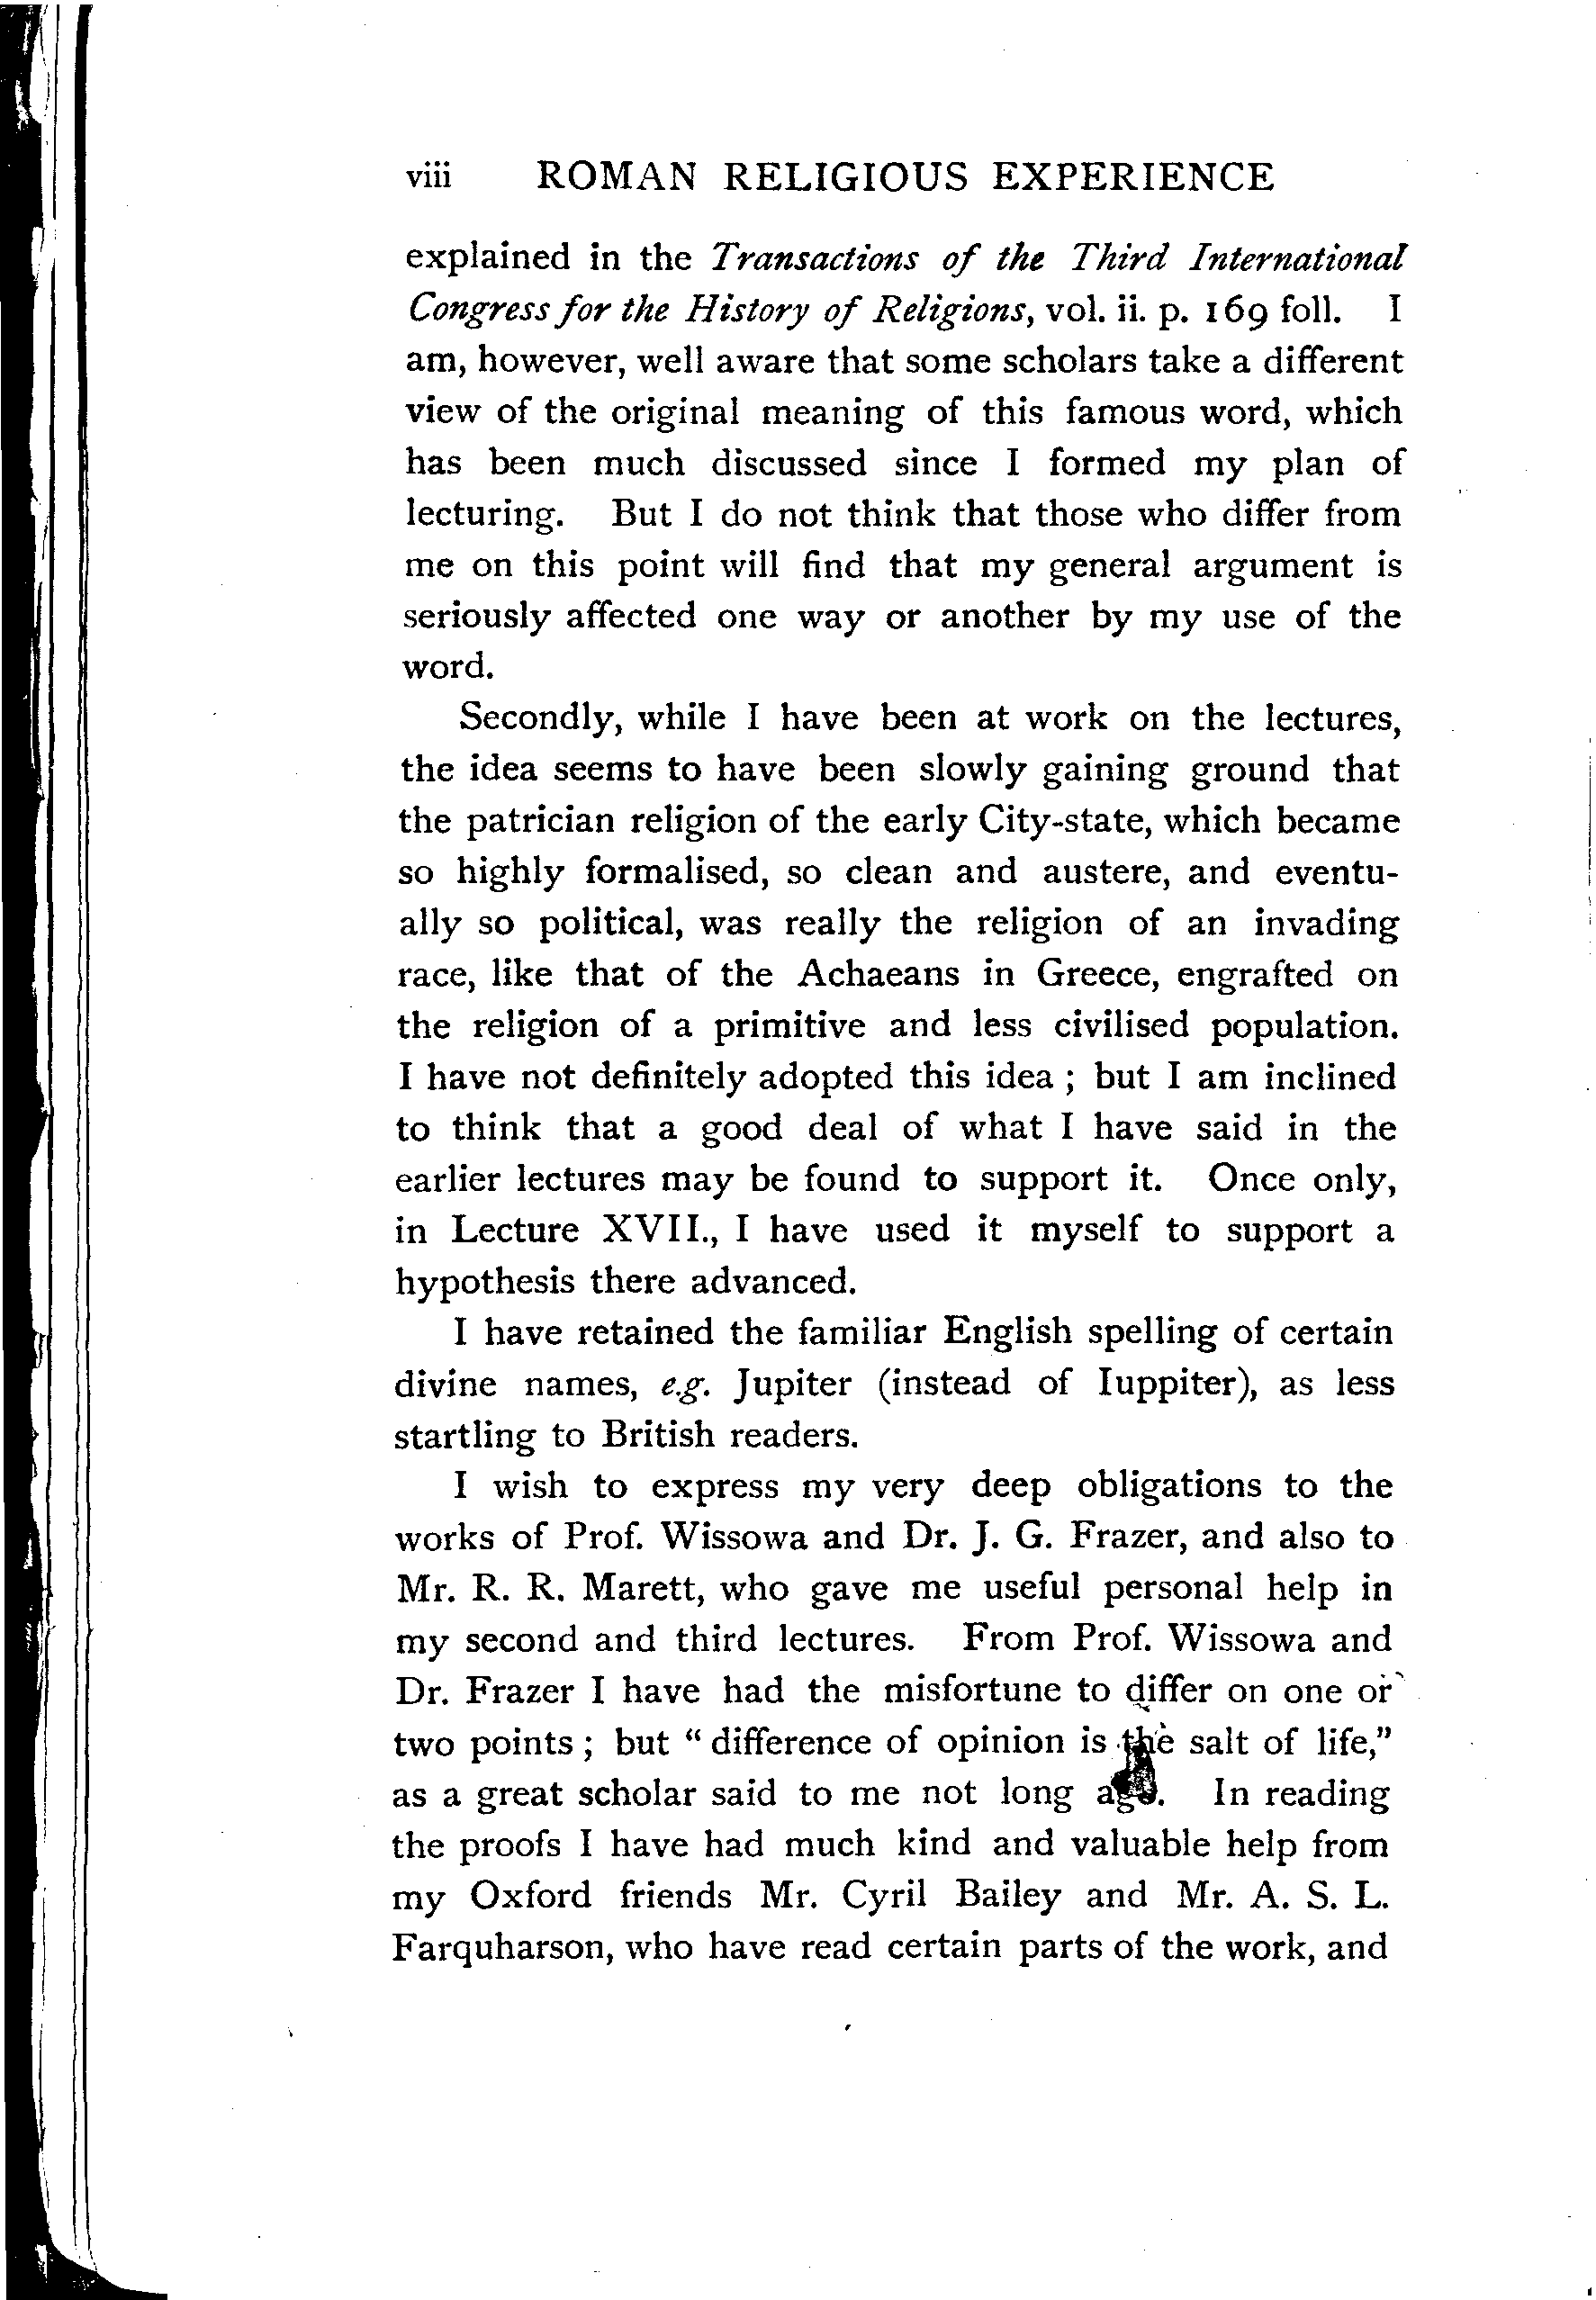 viii ROMAN RELIGIOUS EXPERIENCE
explained in the Transactions of the Third International
Congress for the History of Religions, vol. ii. p. 169 foll. I
am, however, well aware that some scholars take a different
view of the original meaning of this famous word, which
has been much discussed since I formed my plan of
lecturing. But I do not think that those who differ from
me on this point will find that my general argument is
seriously affected one way or another by my use of the
word.
Secondly, while I have been at work on the lectures,
the idea seems to have been slowly gaining ground that
the patrician religion of the early City-state, which became
so highly formalised, so clean and austere, and eventu-
ally so political, was really the religion of an invading
race, like that of the Achaeans in Greece, engrafted on
the religion of a primitive and less civilised population.
I have not definitely adopted this idea ; but I am inclined
to think that a good deal of what I have said in the
earlier lectures may be found to support it. Once only,
in Lecture XVII., I have used it myself to support a
hypothesis there advanced.
I have retained the familiar English spelling of certain
divine names, e.g. Jupiter (instead of Iuppiter), as less
startling to British readers.
I wish to express my very deep obligations to the
works of Prof. Wissowa and Dr. J. G. Frazer, and also to
Mr. R. R. Marett, who gave me useful personal help in
my second and third lectures. From Prof. Wissowa and
Dr. Frazer I have had the misfortune to differ on one or
two points ; but “ difference of opinion is the salt of life,”
as a great scholar said to me not long ago. In reading
the proofs I have had much kind and valuable help from
my Oxford friends Mr. Cyril Bailey and Mr. A. S. L.
Farquharson, who have read certain parts of the work, and